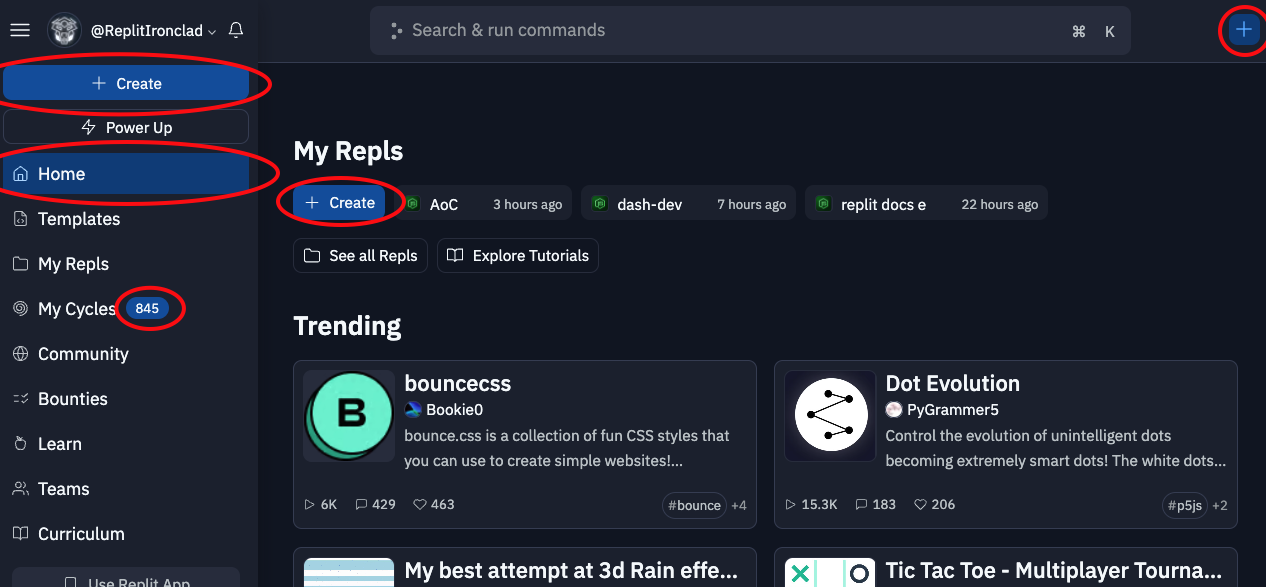 @ReplitIronclad
Search & run commands
⌘ K
+ Create
Power Up
Home
Templates
My Repls
My Cycles 845
Community
Bounties
Learn
Teams
Curriculum
Use Replit App
My Repls
+ Create
AoC 3 hours ago
dash-dev 7 hours ago
replit docs e 22 hours ago
See all Repls
Explore Tutorials
Trending
B
bouncecss
Bookie0
bounce.css is a collection of fun CSS styles that
you can use to create simple websites!...
6K 429 463 #bounce +4
Dot Evolution
PyGrammer5
Control the evolution of unintelligent dots
becoming extremely smart dots! The white dots...
15.3K 183 206 #p5js +2
My best attempt at 3d Rain effe...
Tic Tac Toe - Multiplayer Tourna...